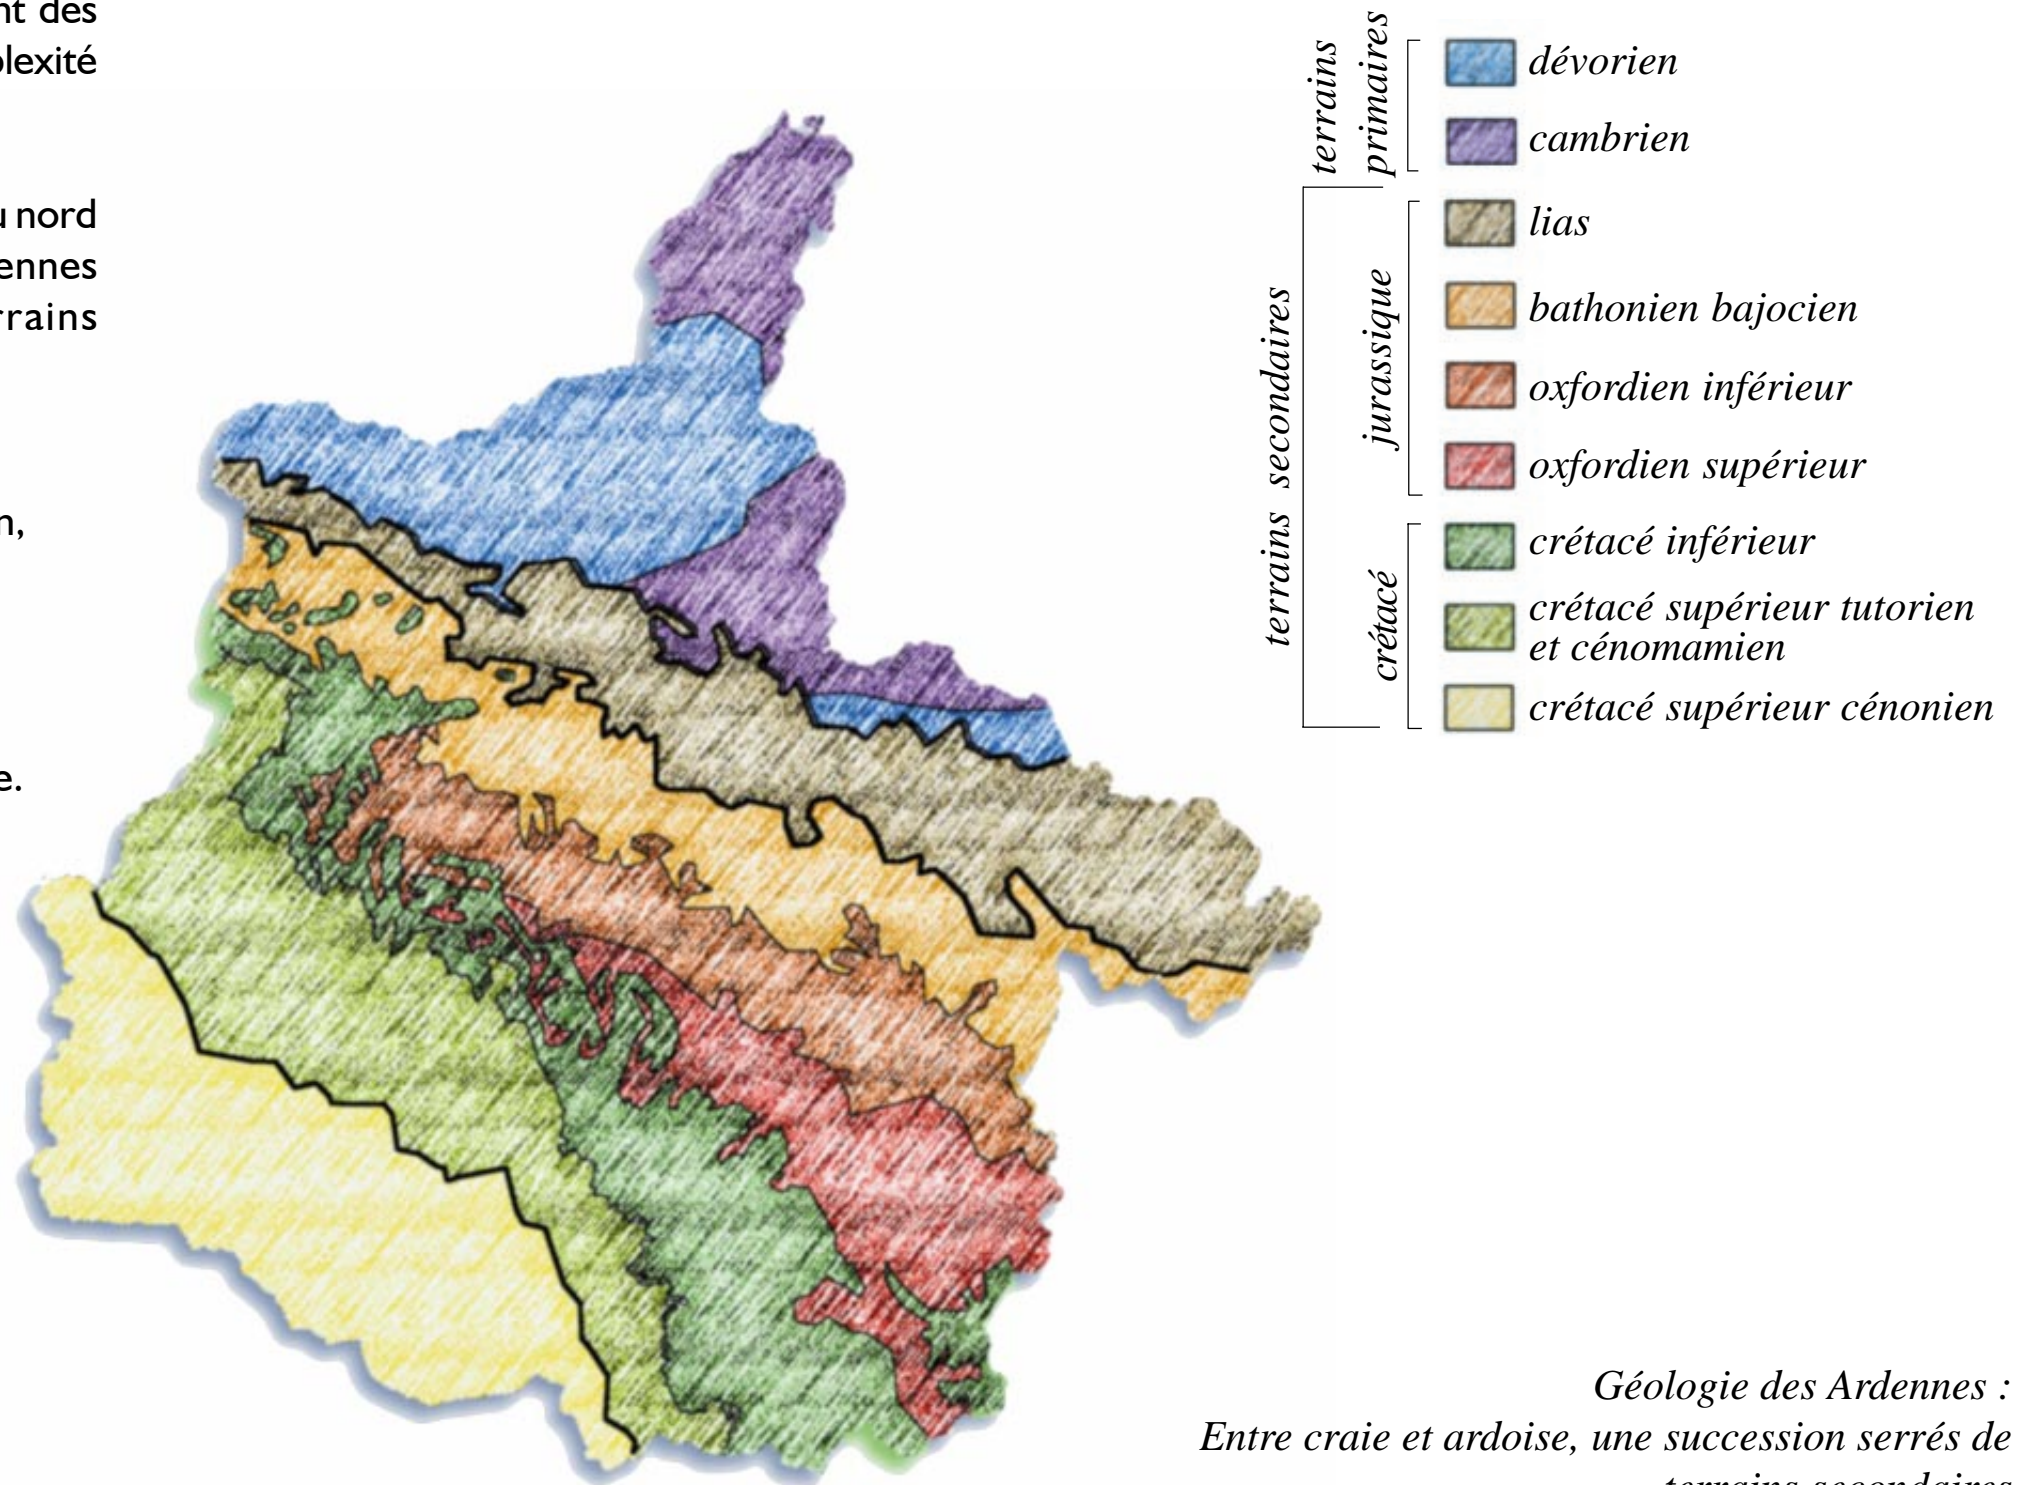 nt des
plexité
u nord
ennes
rrains
n,
e.
terrains
primaires
dévorien
cambrien
terrains secondaires
jurassique
lias
bathonien bajocien
oxfordien inférieur
oxfordien supérieur
crétacé
crétacé inférieur
crétacé supérieur tutorien
et cénomamien
crétacé supérieur cénonien
Géologie des Ardennes :
Entre craie et ardoise, une succession serrés de
terrains secondaires